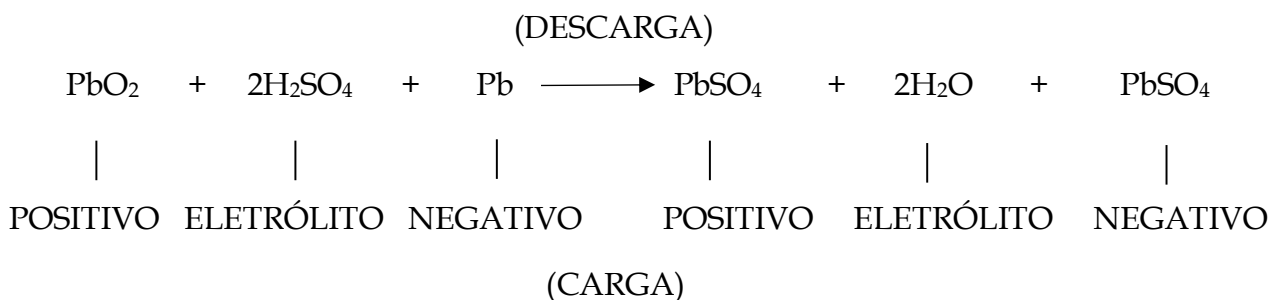 (DESCARGA)
PbO₂ + 2H₂SO₄ + Pb ⟶ PbSO₄ + 2H₂O + PbSO₄
POSITIVO ELETRÓLITO NEGATIVO POSITIVO ELETRÓLITO NEGATIVO
(CARGA)